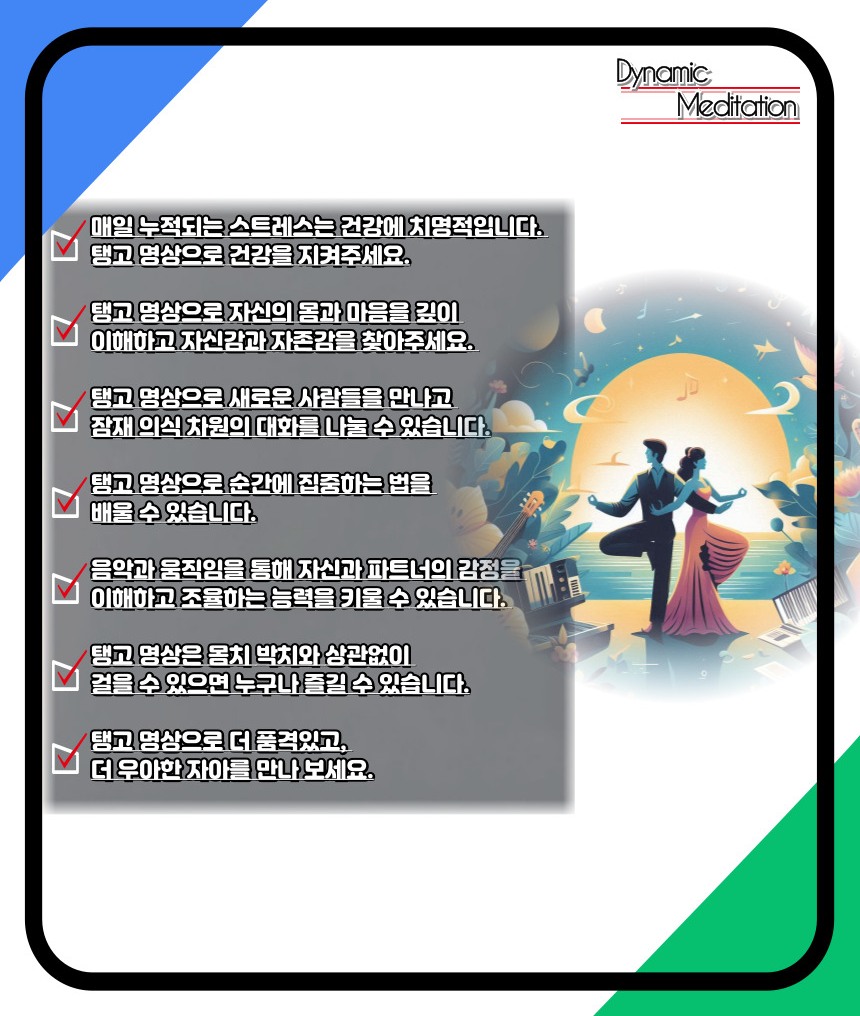 Dynamic
Meditation
매일 누적되는 스트레스는 건강에 치명적입니다.
탱고 명상으로 건강을 지켜주세요.
탱고 명상으로 자신의 몸과 마음을 깊이
이해하고 자신감과 자존감을 찾아주세요.
탱고 명상으로 새로운 사람들을 만나고
잠재 의식 차원의 대화를 나눌 수 있습니다.
탱고 명상으로 순간에 집중하는 법을
배울 수 있습니다.
음악과 움직임을 통해 자신과 파트너의 감정을
이해하고 조율하는 능력을 키울 수 있습니다.
탱고 명상은 몸치 박치와 상관없이
걸을 수 있으면 누구나 즐길 수 있습니다.
탱고 명상으로 더 품격있고,
더 우아한 자아를 만나 보세요.